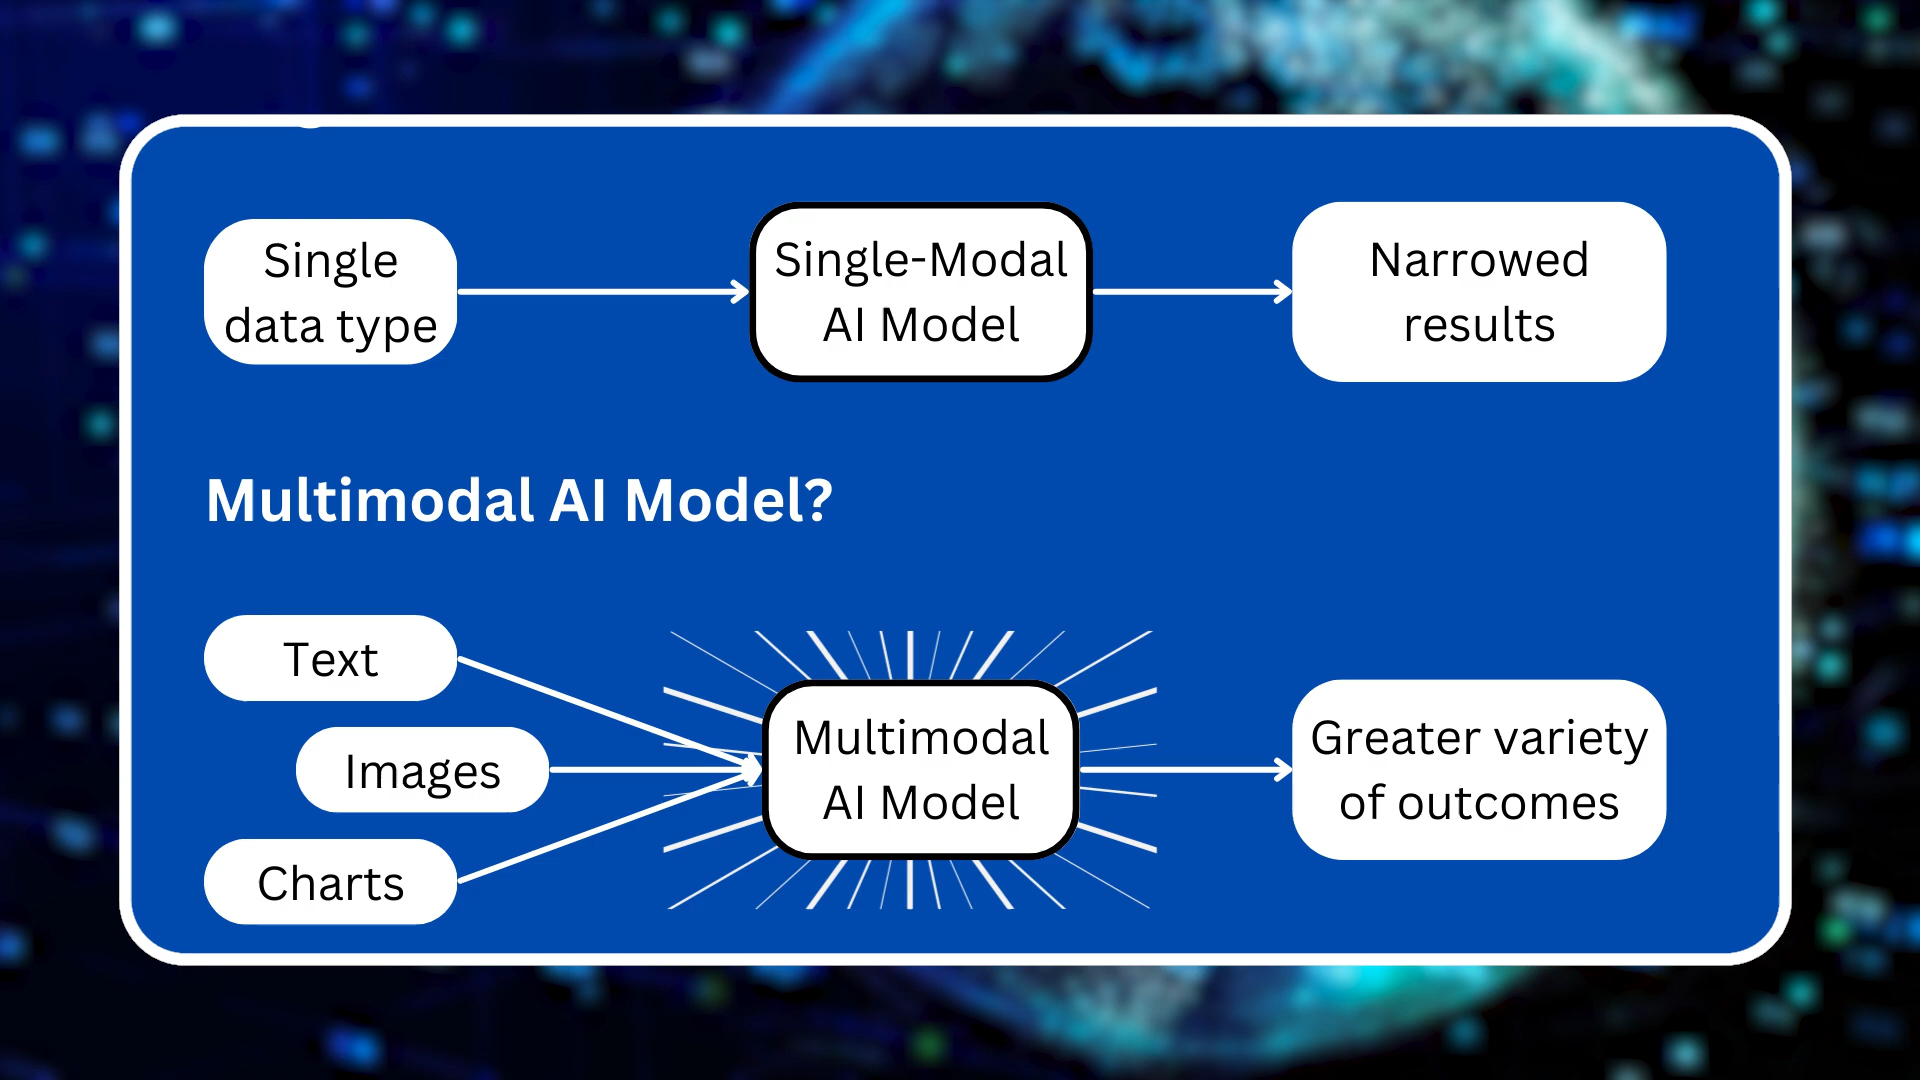 Single
data type
Single-Modal
AI Model
Narrowed
results
Multimodal AI Model?
Text
Images
Charts
Multimodal
AI Model
Greater variety
of outcomes